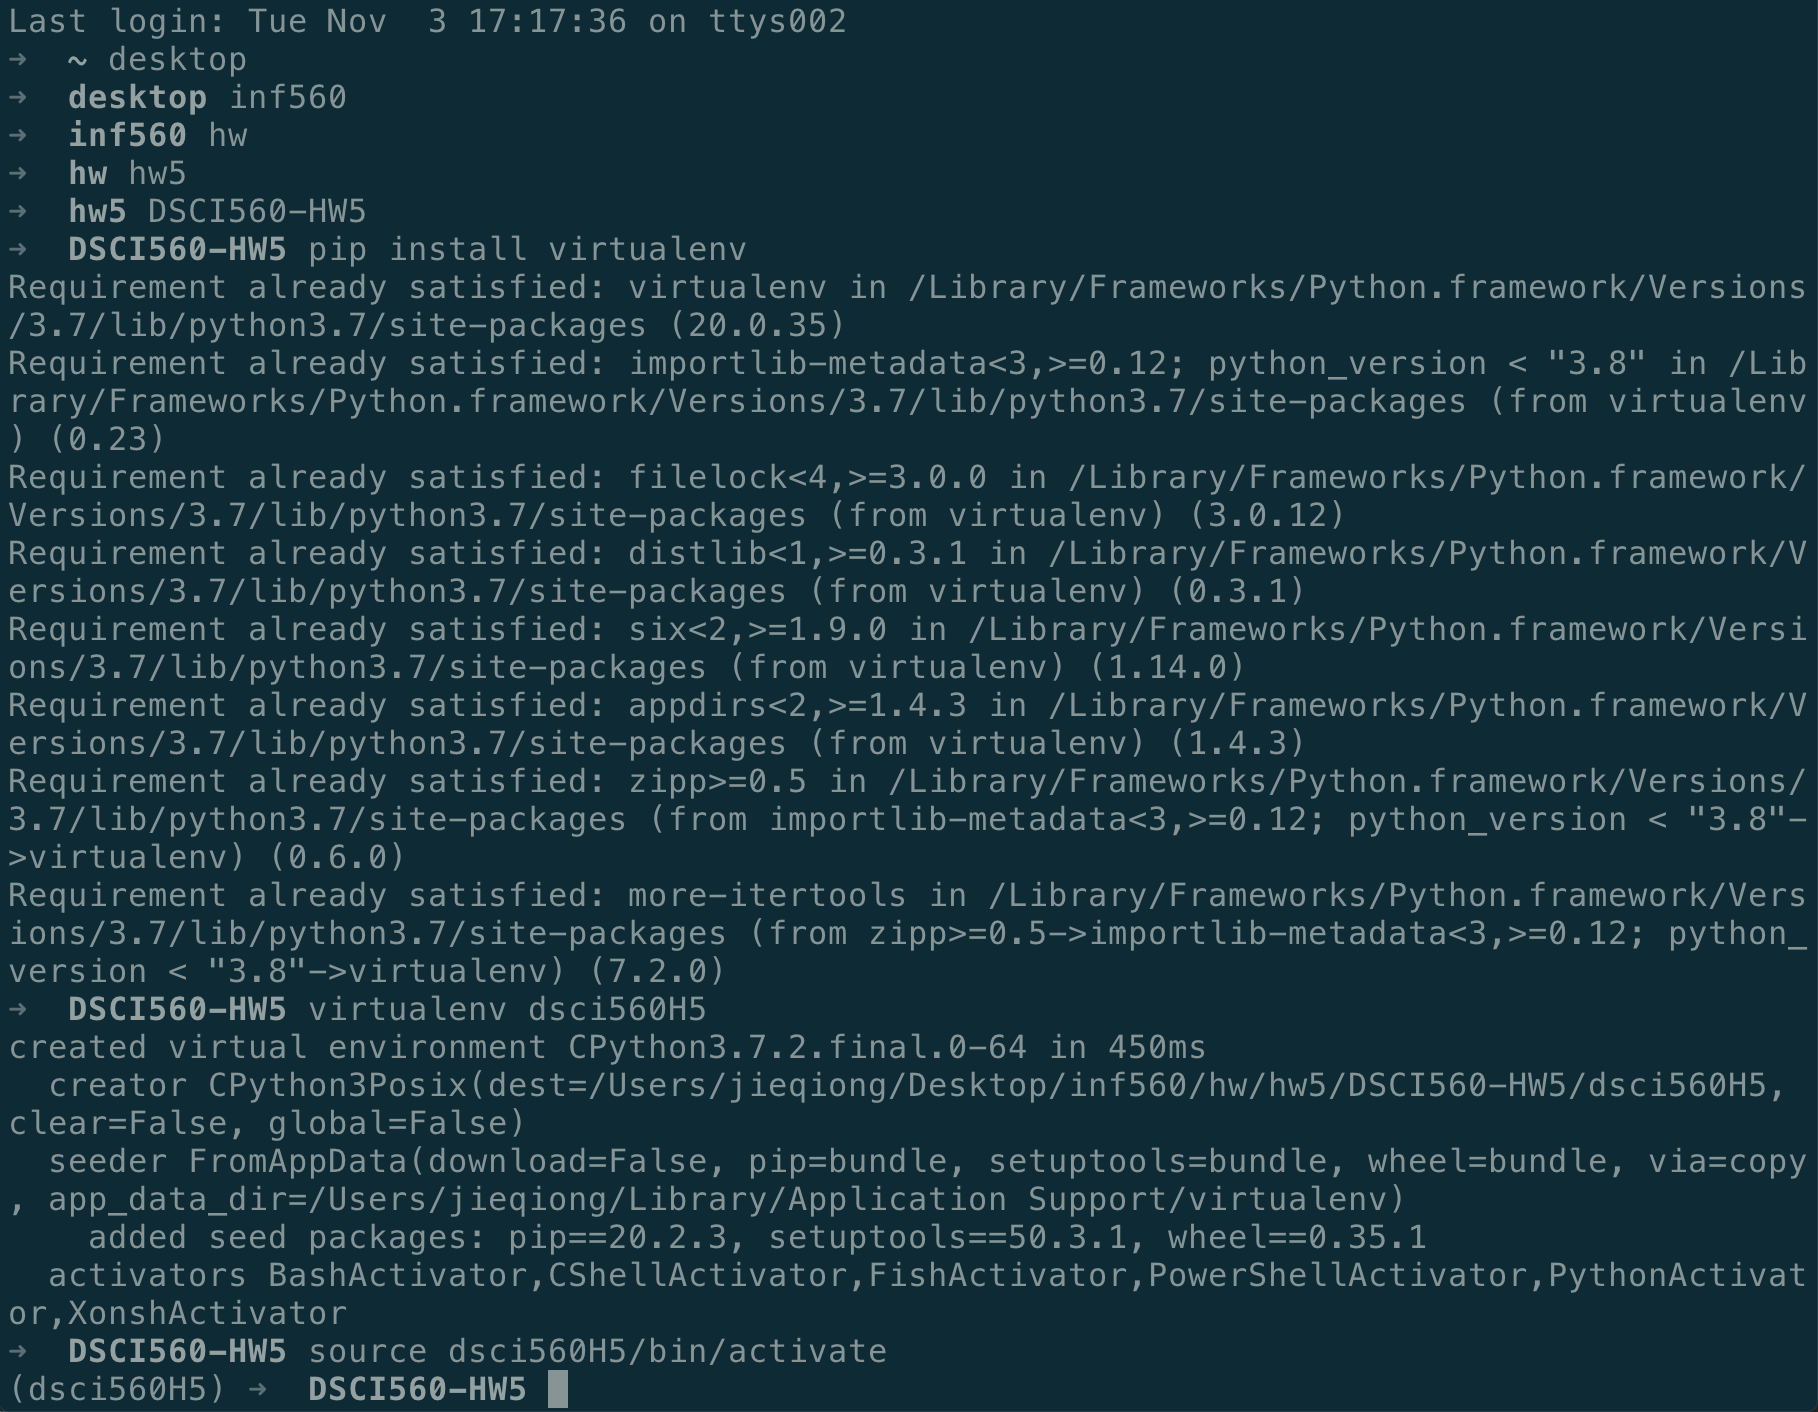 Last login: Tue Nov  3 17:17:36 on ttys002
➜  ~ desktop
➜  desktop inf560
➜  inf560 hw
➜  hw hw5
➜  hw5 DSCI560-HW5
➜  DSCI560-HW5 pip install virtualenv
Requirement already satisfied: virtualenv in /Library/Frameworks/Python.framework/Versions
/3.7/lib/python3.7/site-packages (20.0.35)
Requirement already satisfied: importlib-metadata<3,>=0.12; python_version < "3.8" in /Lib
rary/Frameworks/Python.framework/Versions/3.7/lib/python3.7/site-packages (from virtualenv
) (0.23)
Requirement already satisfied: filelock<4,>=3.0.0 in /Library/Frameworks/Python.framework/
Versions/3.7/lib/python3.7/site-packages (from virtualenv) (3.0.12)
Requirement already satisfied: distlib<1,>=0.3.1 in /Library/Frameworks/Python.framework/V
ersions/3.7/lib/python3.7/site-packages (from virtualenv) (0.3.1)
Requirement already satisfied: six<2,>=1.9.0 in /Library/Frameworks/Python.framework/Versi
ons/3.7/lib/python3.7/site-packages (from virtualenv) (1.14.0)
Requirement already satisfied: appdirs<2,>=1.4.3 in /Library/Frameworks/Python.framework/V
ersions/3.7/lib/python3.7/site-packages (from virtualenv) (1.4.3)
Requirement already satisfied: zipp>=0.5 in /Library/Frameworks/Python.framework/Versions/
3.7/lib/python3.7/site-packages (from importlib-metadata<3,>=0.12; python_version < "3.8"-
>virtualenv) (0.6.0)
Requirement already satisfied: more-itertools in /Library/Frameworks/Python.framework/Vers
ions/3.7/lib/python3.7/site-packages (from zipp>=0.5->importlib-metadata<3,>=0.12; python_
version < "3.8"->virtualenv) (7.2.0)
➜  DSCI560-HW5 virtualenv dsci560H5
created virtual environment CPython3.7.2.final.0-64 in 450ms
  creator CPython3Posix(dest=/Users/jieqiong/Desktop/inf560/hw/hw5/DSCI560-HW5/dsci560H5,
clear=False, global=False)
  seeder FromAppData(download=False, pip=bundle, setuptools=bundle, wheel=bundle, via=copy
, app_data_dir=/Users/jieqiong/Library/Application Support/virtualenv)
    added seed packages: pip==20.2.3, setuptools==50.3.1, wheel==0.35.1
  activators BashActivator,CShellActivator,FishActivator,PowerShellActivator,PythonActivat
or,XonshActivator
➜  DSCI560-HW5 source dsci560H5/bin/activate
(dsci560H5) ➜  DSCI560-HW5